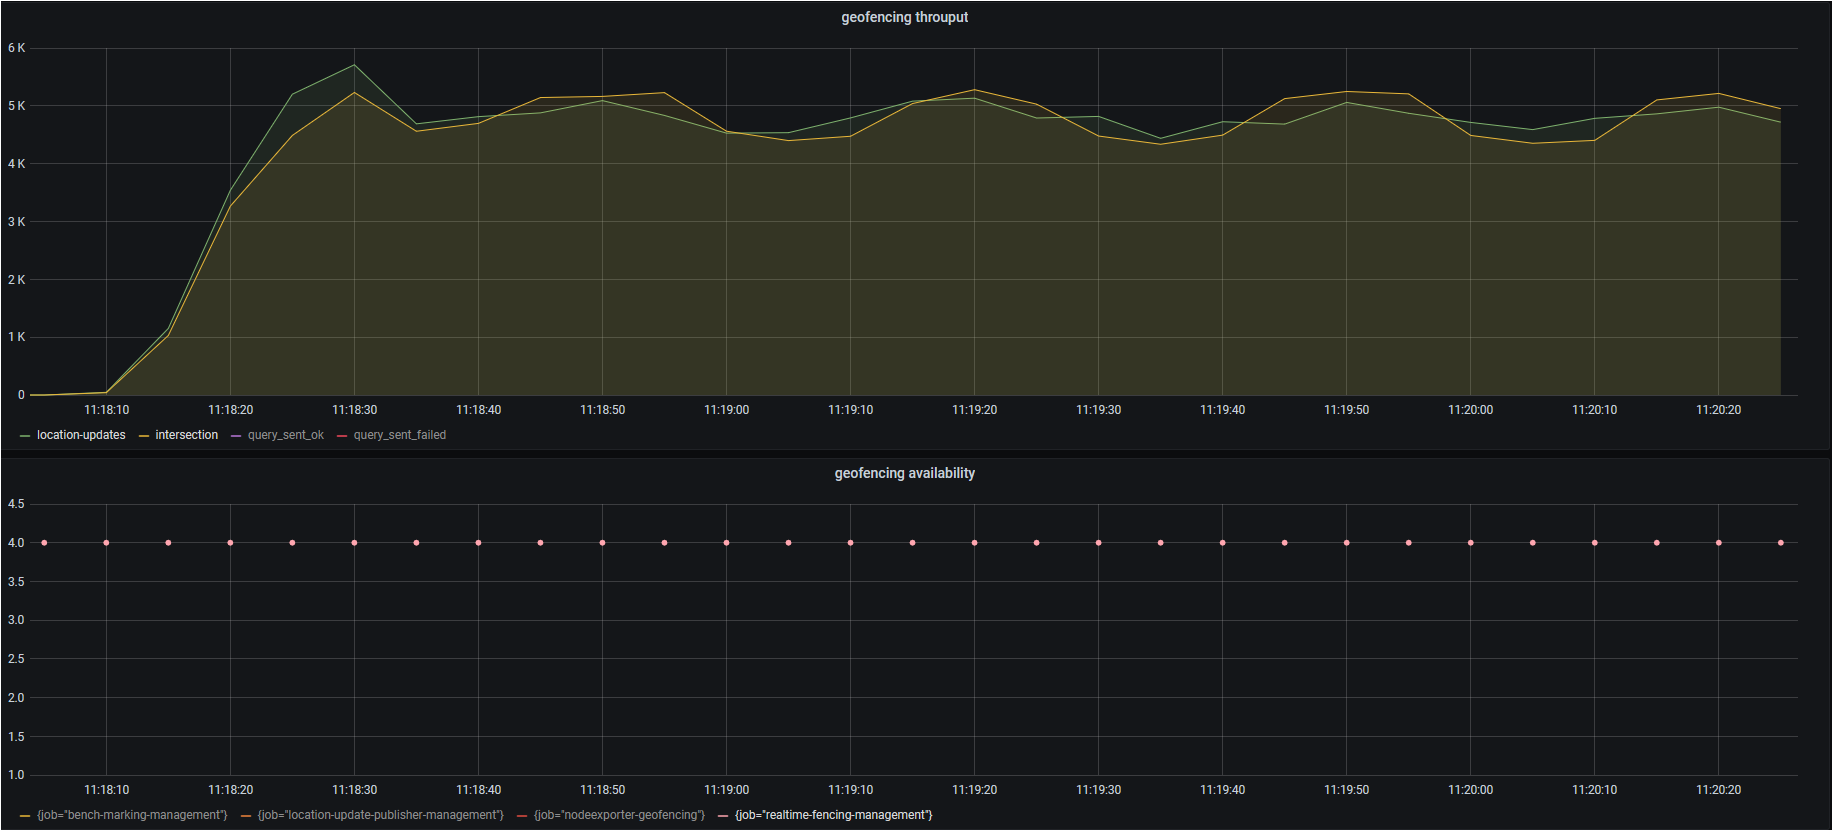 geofencing throuput
6 K
5 K
4 K
3 K
2 K
1 K
0
11:18:10 11:18:20 11:18:30 11:18:40 11:18:50 11:19:00 11:19:10 11:19:20 11:19:30 11:19:40 11:19:50 11:20:00 11:20:10 11:20:20
location-updates intersection query_sent_ok query_sent_failed
geofencing availability
4.5
4.0
3.5
3.0
2.5
2.0
1.5
1.0
11:18:10 11:18:20 11:18:30 11:18:40 11:18:50 11:19:00 11:19:10 11:19:20 11:19:30 11:19:40 11:19:50 11:20:00 11:20:10 11:20:20
{job="bench-marking-management"} {job="location-update-publisher-management"} {job="nodeexporter-geofencing"} {job="realtime-fencing-management"}